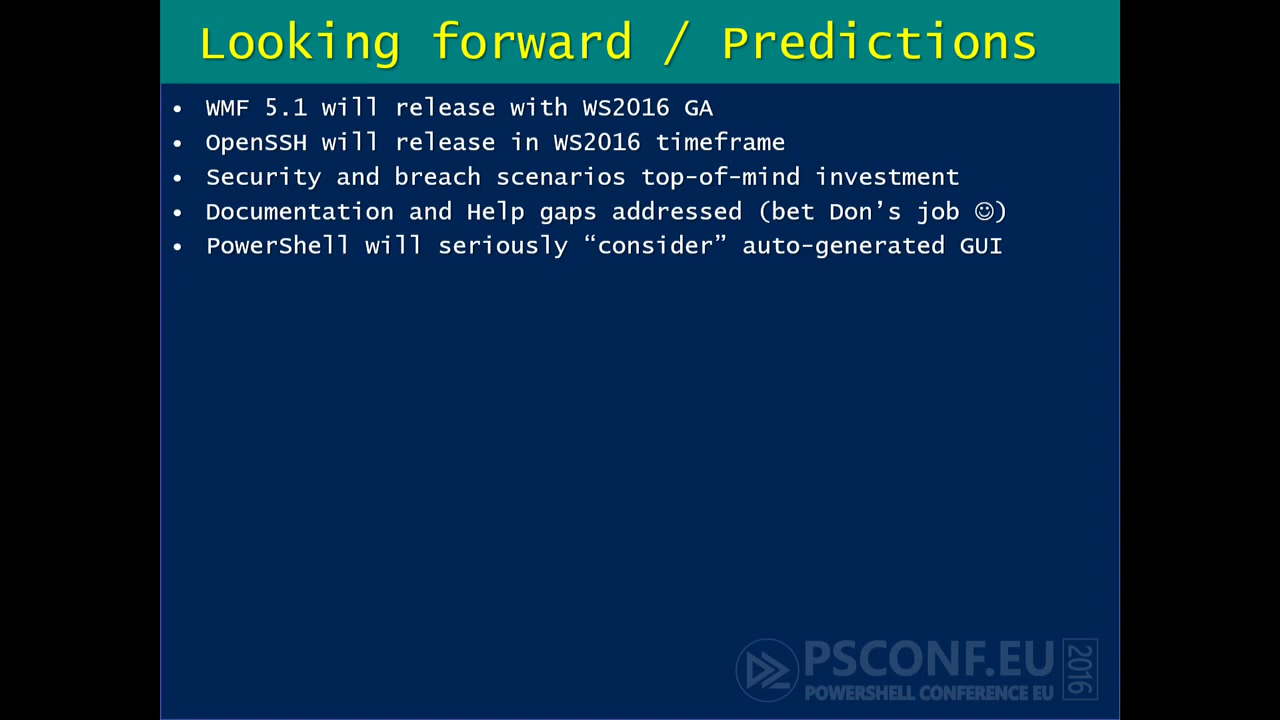 Looking forward / Predictions
• WMF 5.1 will release with WS2016 GA
• OpenSSH will release in WS2016 timeframe
• Security and breach scenarios top-of-mind investment
• Documentation and Help gaps addressed (bet Don’s job ☺)
• PowerShell will seriously “consider” auto-generated GUI
PSCONF.EU
2016
POWERSHELL CONFERENCE EU